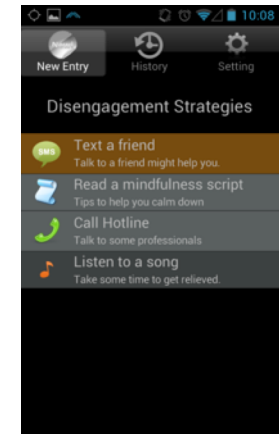 10:08
New Entry
History
Setting
Disengagement Strategies
SMS
Text a friend
Talk to a friend might help you.
Read a mindfulness script
Tips to help you calm down
Call Hotline
Talk to some professionals
Listen to a song
Take some time to get relieved.